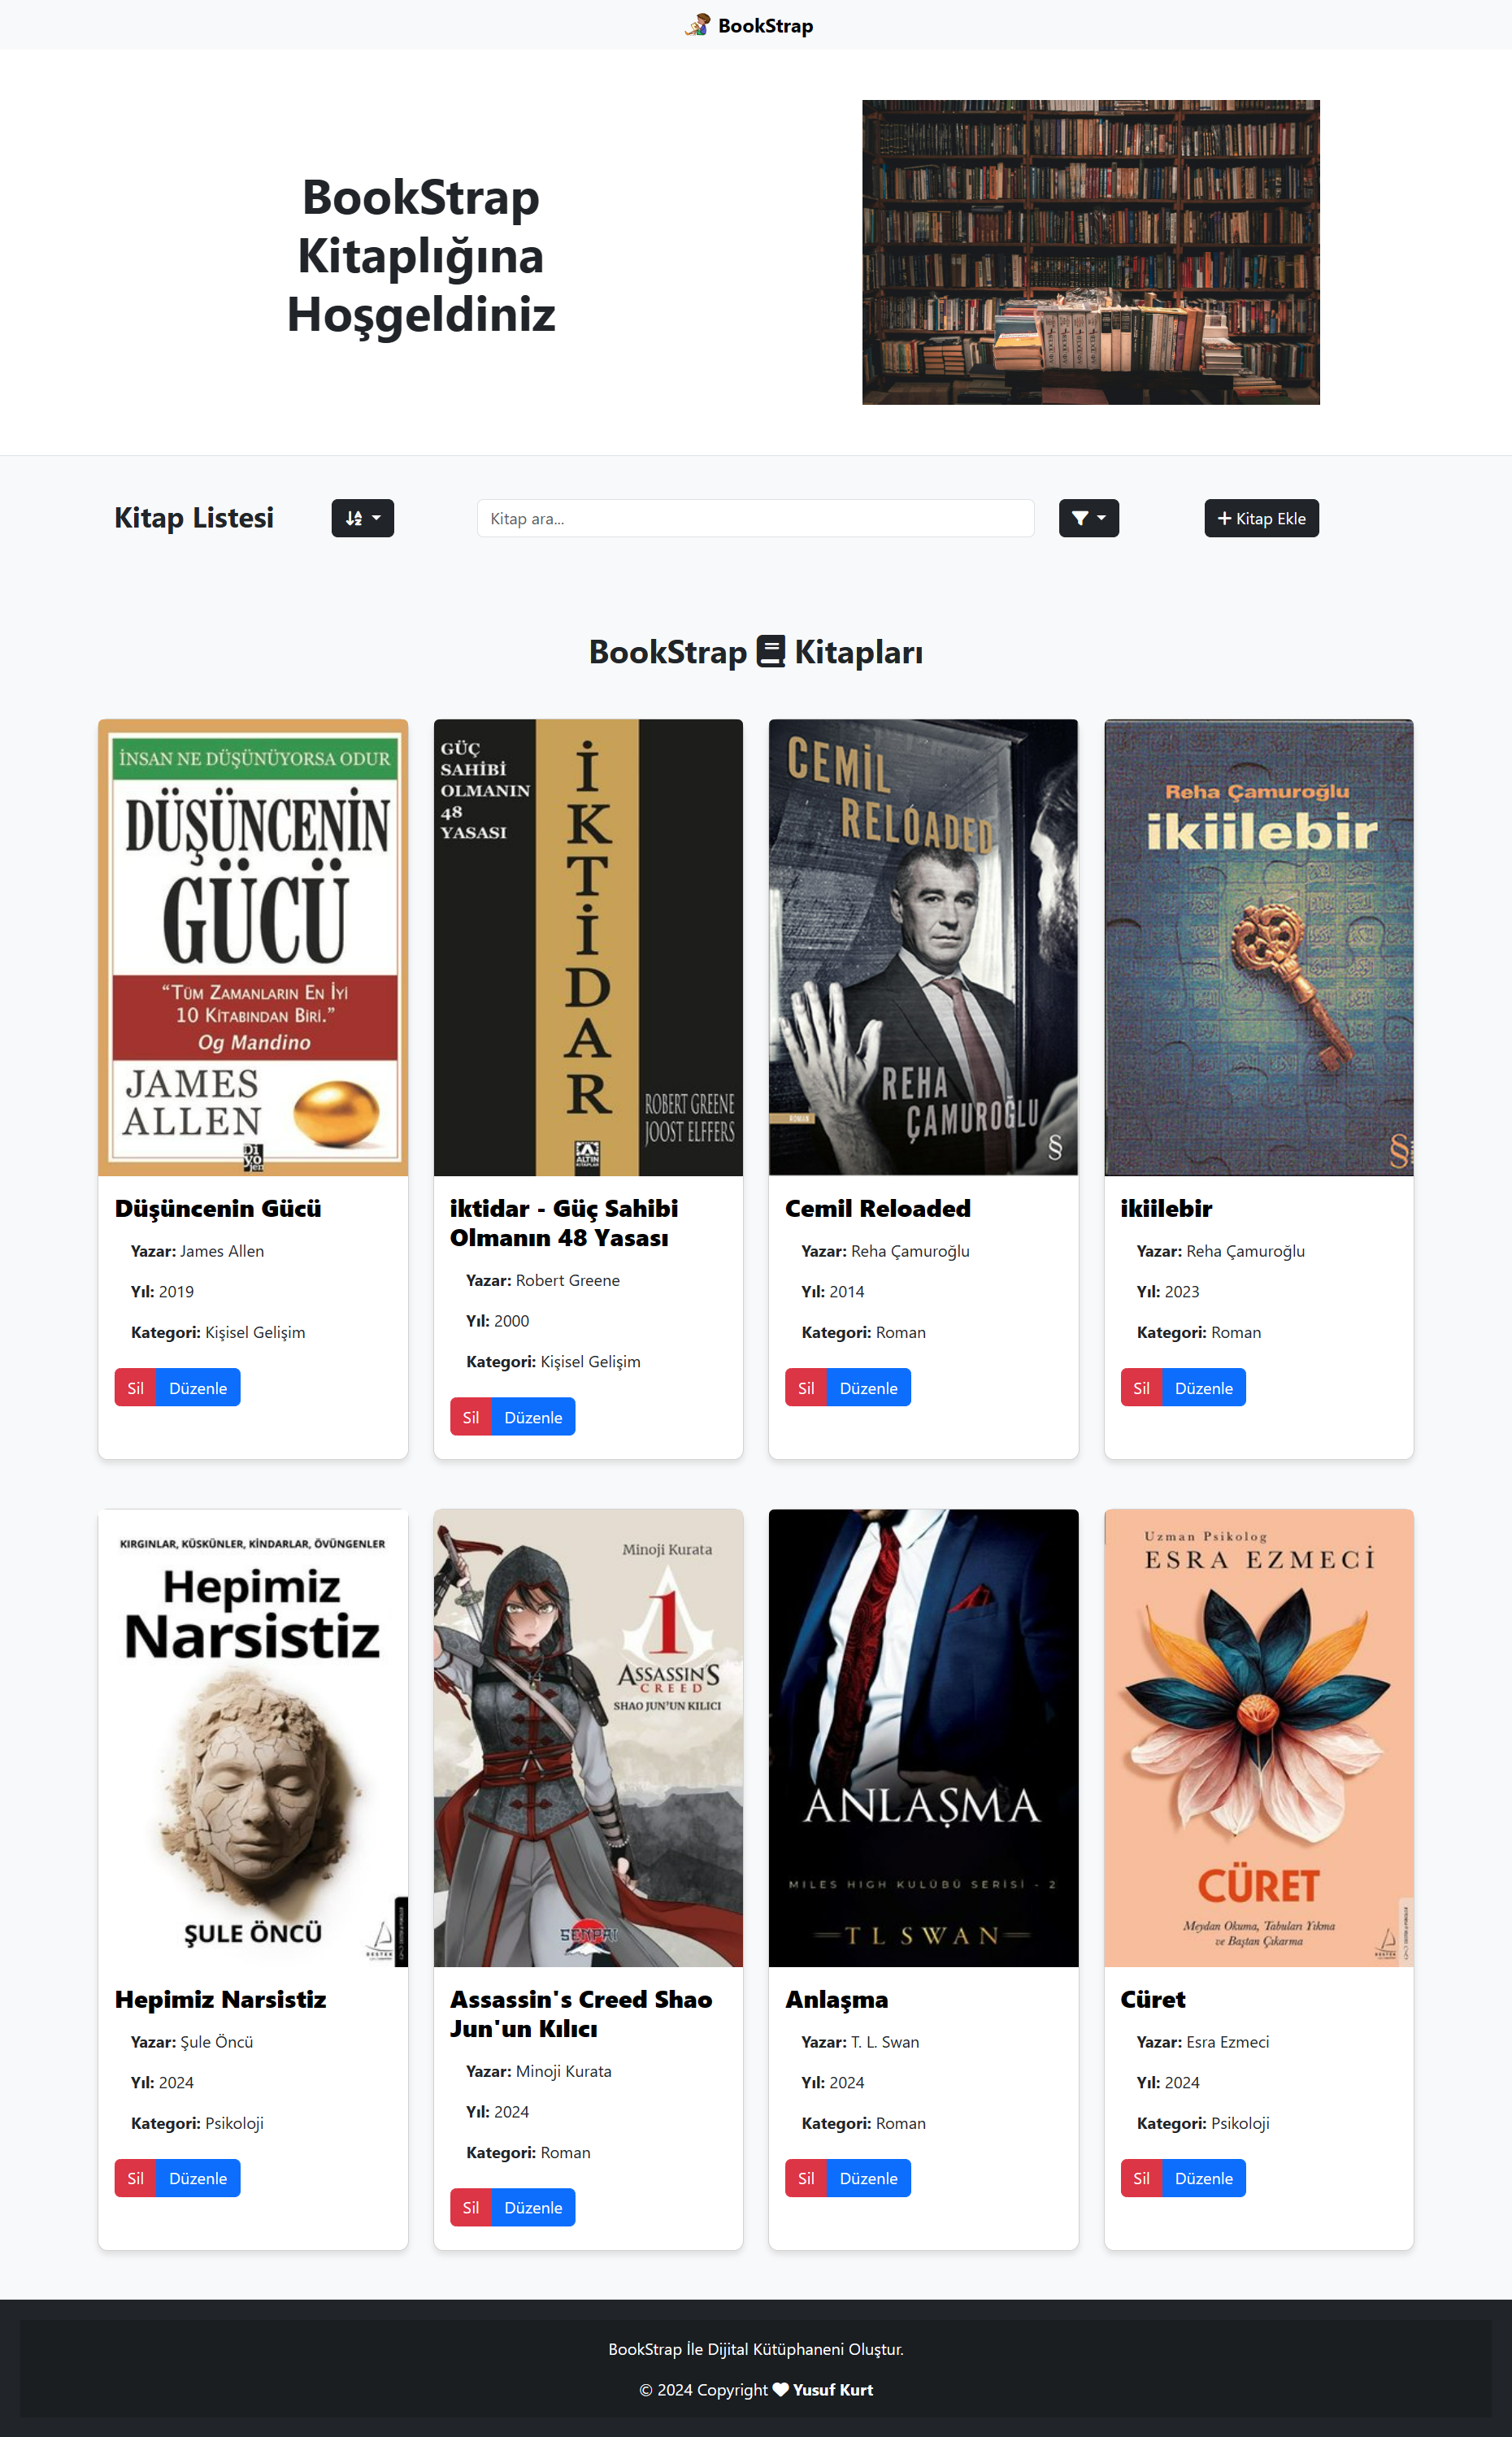 BookStrap
BookStrap
Kitaplığına
Hoşgeldiniz
Kitap Listesi
Kitap ara...
Kitap Ekle
BookStrap Kitapları
İNSAN NE DÜŞÜNÜYORSA ODUR
DÜŞÜNCENİN
GÜCÜ
“TÜM ZAMANLARIN EN İYİ
10 KİTABINDAN BİRİ.”
Og Mandino
JAMES
ALLEN
Di
yo
jen
GÜÇ
SAHİBİ
OLMANIN
48
YASASI
İKTİDAR
ROBERT GREENE
JOOST ELFFERS
ALTIN
KİTAPLAR
CEMİL
RELOADED
REHA
ÇAMUROĞLU
ROMAN
§
Reha Çamuroğlu
ikiilebir
§
Düşüncenin Gücü
Yazar: James Allen
Yıl: 2019
Kategori: Kişisel Gelişim
Sil
Düzenle
iktidar - Güç Sahibi
Olmanın 48 Yasası
Yazar: Robert Greene
Yıl: 2000
Kategori: Kişisel Gelişim
Sil
Düzenle
Cemil Reloaded
Yazar: Reha Çamuroğlu
Yıl: 2014
Kategori: Roman
Sil
Düzenle
ikiilebir
Yazar: Reha Çamuroğlu
Yıl: 2023
Kategori: Roman
Sil
Düzenle
KIRGINLAR, KÜSKÜNLER, KİNDARLAR, ÖVÜNGENLER
Hepimiz
Narsistiz
ŞULE ÖNCÜ
DESTEK
Minoji Kurata
1
ASSASSIN'S
CREED
SHAO JUN'UN KILICI
SENPAI
ANLAŞMA
MILES HIGH KULÜBÜ SERİSİ - 2
T L SWAN
Uzman Psikolog
ESRA EZMECİ
CÜRET
Meydan Okuma, Tabuları Yıkma
ve Baştan Çıkarma
DESTEK
Hepimiz Narsistiz
Yazar: Şule Öncü
Yıl: 2024
Kategori: Psikoloji
Sil
Düzenle
Assassin's Creed Shao
Jun'un Kılıcı
Yazar: Minoji Kurata
Yıl: 2024
Kategori: Roman
Sil
Düzenle
Anlaşma
Yazar: T. L. Swan
Yıl: 2024
Kategori: Roman
Sil
Düzenle
Cüret
Yazar: Esra Ezmeci
Yıl: 2024
Kategori: Psikoloji
Sil
Düzenle
BookStrap İle Dijital Kütüphaneni Oluştur.
© 2024 Copyright Yusuf Kurt